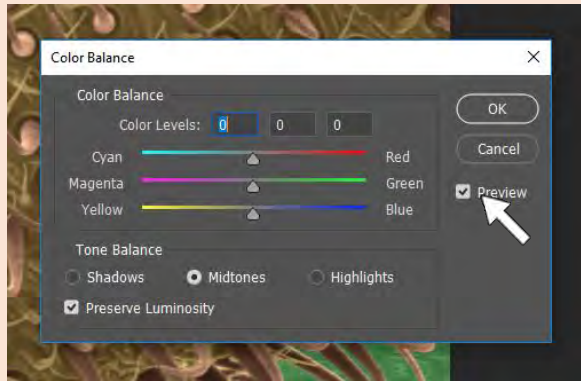 Color Balance
Color Balance
Color Levels: 0 0 0
Cyan Red
Magenta Green
Yellow Blue
Tone Balance
Shadows Midtones Highlights
Preserve Luminosity
OK
Cancel
Preview